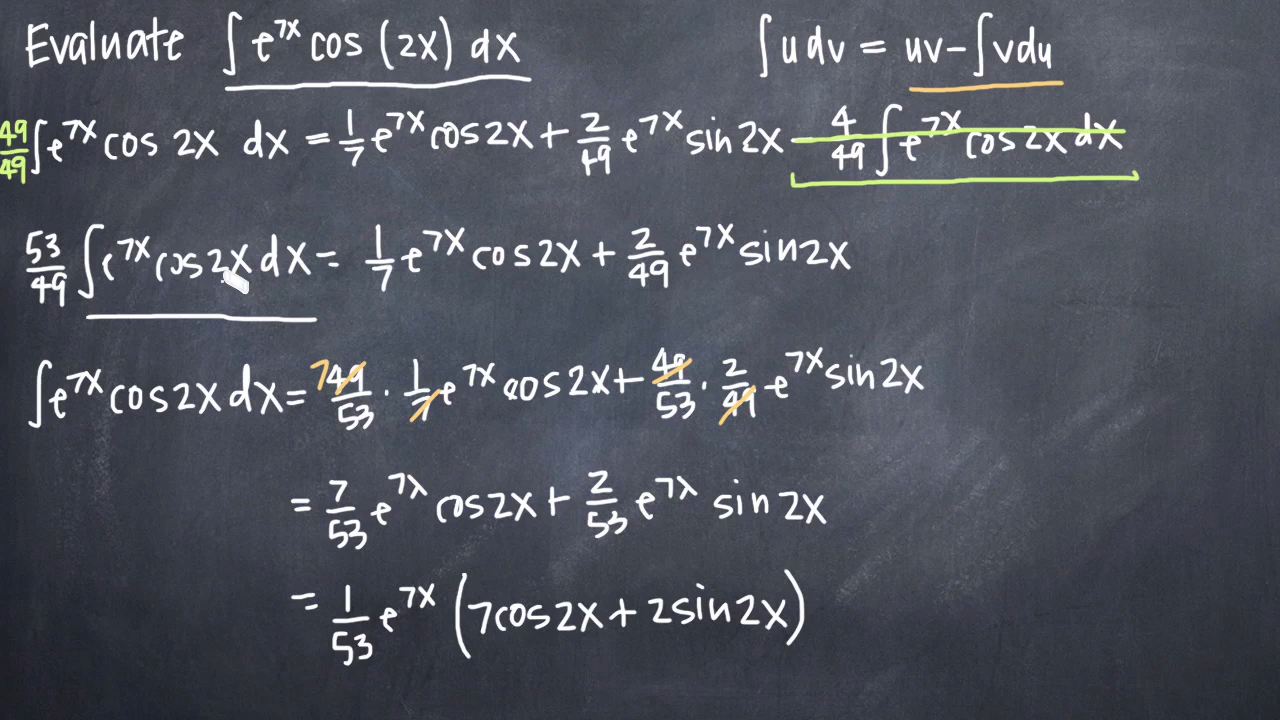 Evaluate ∫ e^{7x} cos (2x) dx ∫ u dv = uv - ∫ v du
49/49 ∫ e^{7x} cos 2x dx = 1/7 e^{7x} cos 2x + 2/49 e^{7x} sin 2x - 4/49 ∫ e^{7x} cos 2x dx
53/49 ∫ e^{7x} cos 2x dx = 1/7 e^{7x} cos 2x + 2/49 e^{7x} sin 2x
∫ e^{7x} cos 2x dx = 7 49/53 · 1/7 e^{7x} cos 2x + 49/53 · 2/49 e^{7x} sin 2x
= 7/53 e^{7x} cos 2x + 2/53 e^{7x} sin 2x
= 1/53 e^{7x} (7cos 2x + 2sin 2x)